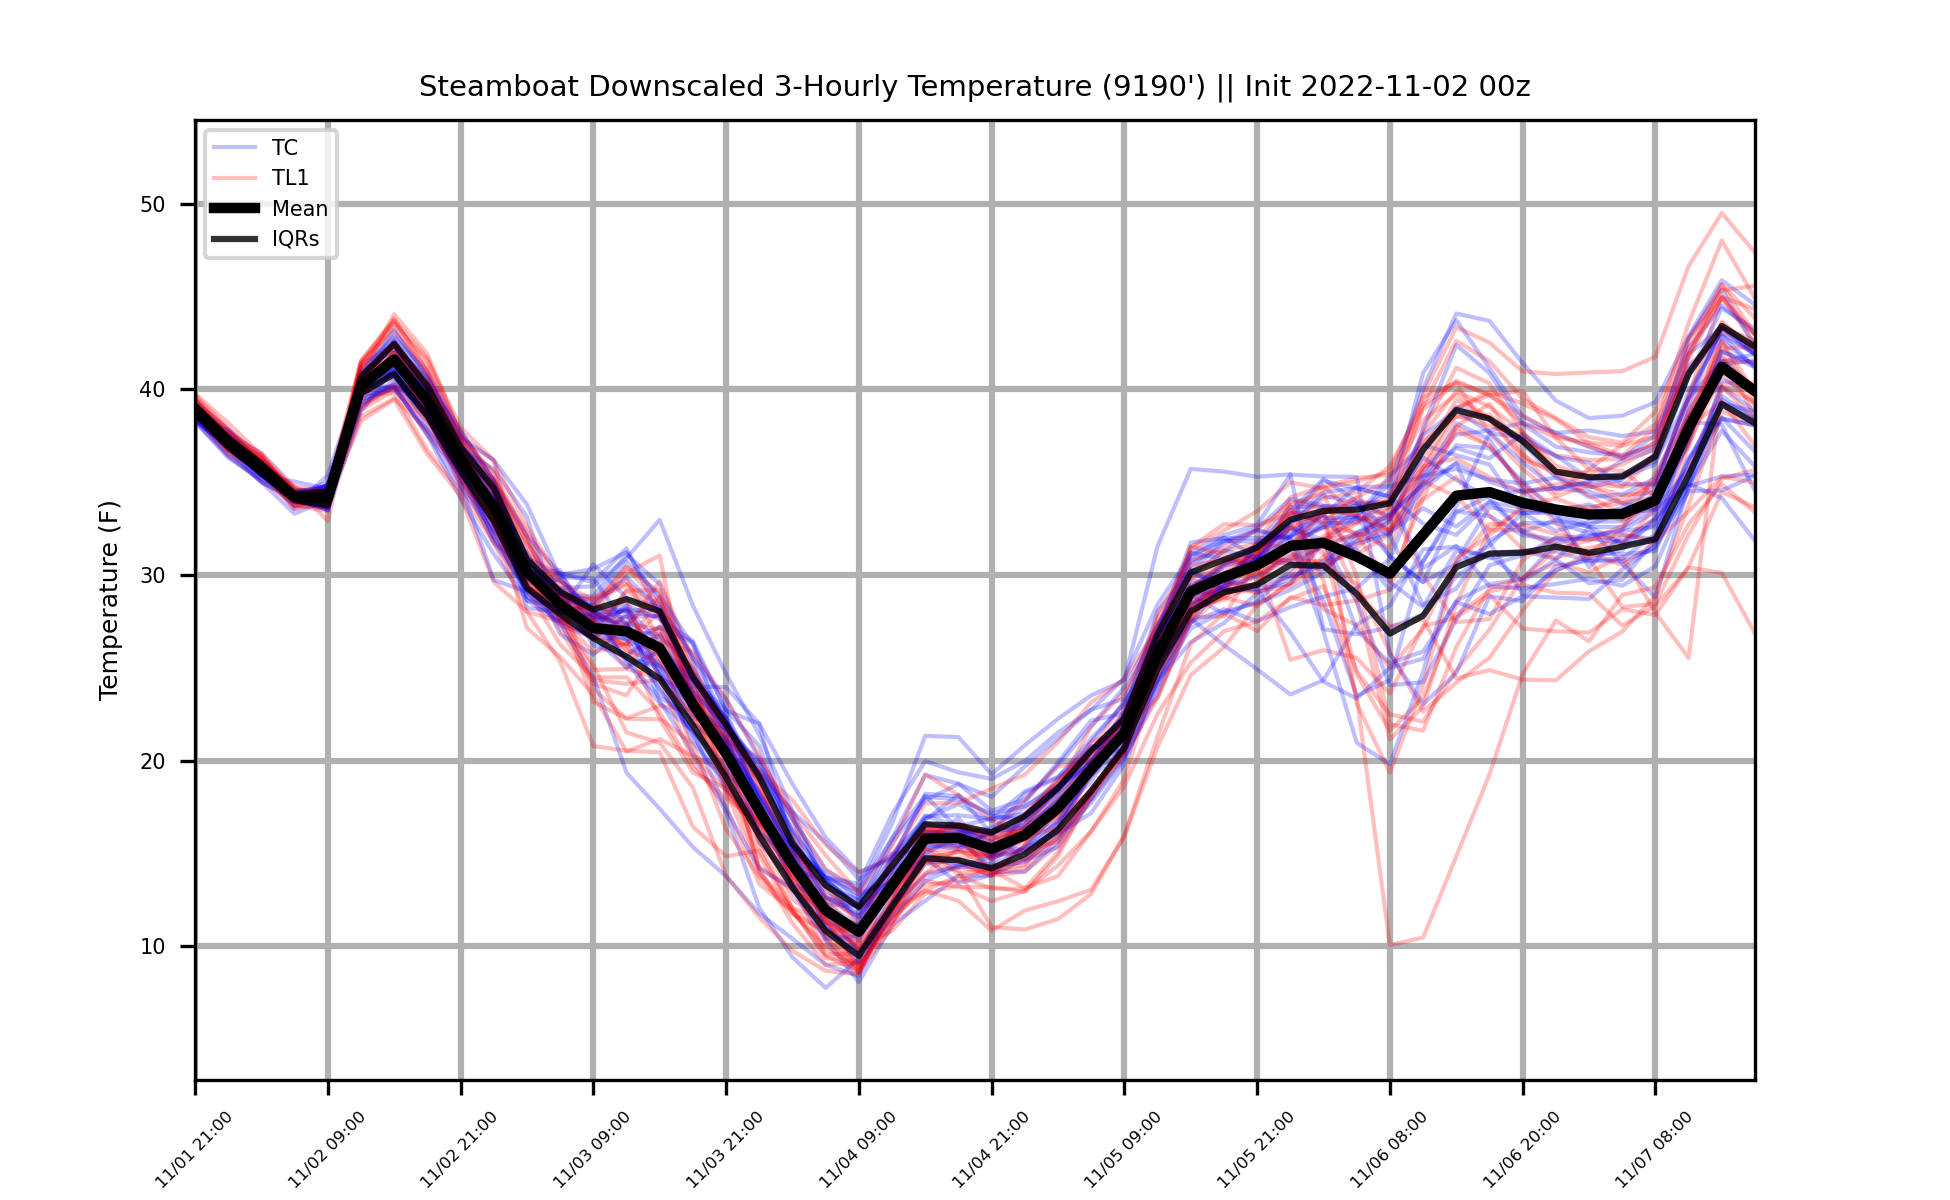 Steamboat Downscaled 3-Hourly Temperature (9190') || Init 2022-11-02 00z
TC
TL1
Mean
IQRs
Temperature (F)
50
40
30
20
10
11/01 21:00
11/02 09:00
11/02 21:00
11/03 09:00
11/03 21:00
11/04 09:00
11/04 21:00
11/05 09:00
11/05 21:00
11/06 08:00
11/06 20:00
11/07 08:00